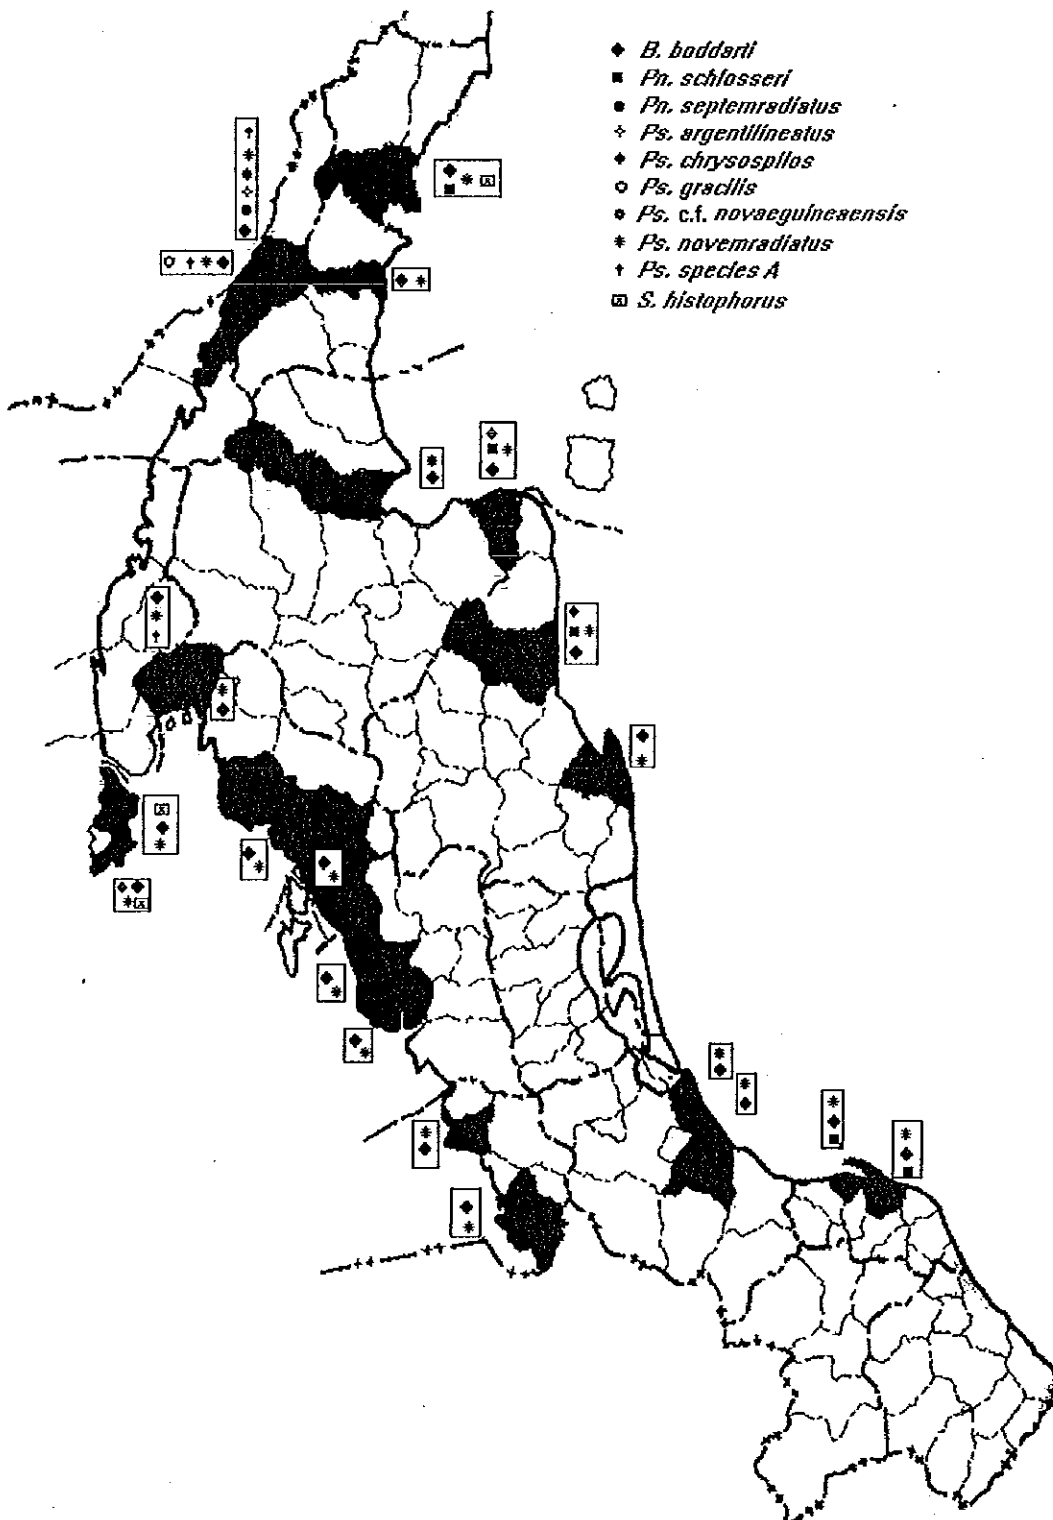 B. boddarti
Pn. schlosseri
Pn. septemradiatus
Ps. argentilineatus
Ps. chrysospilos
Ps. gracilis
Ps. c.f. novaeguineaensis
Ps. novemradiatus
Ps. species A
S. histophorus